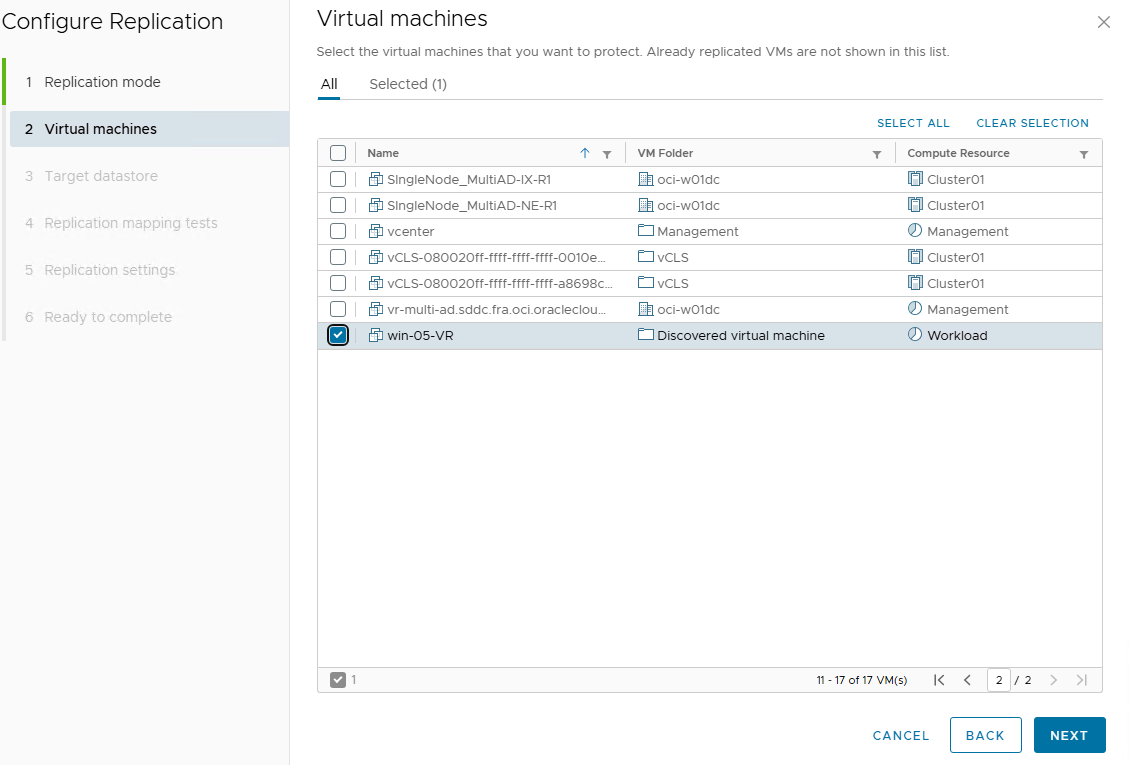 Configure Replication
1 Replication mode
2 Virtual machines
3 Target datastore
4 Replication mapping tests
5 Replication settings
6 Ready to complete
Virtual machines
Select the virtual machines that you want to protect. Already replicated VMs are not shown in this list.
All Selected (1)
SELECT ALL CLEAR SELECTION
Name VM Folder Compute Resource
SIngleNode_MultiAD-IX-R1 oci-w01dc Cluster01
SIngleNode_MultiAD-NE-R1 oci-w01dc Cluster01
vcenter Management Management
vCLS-080020ff-ffff-ffff-ffff-0010e... vCLS Cluster01
vCLS-080020ff-ffff-ffff-ffff-a8698c... vCLS Cluster01
vr-multi-ad.sddc.fra.oci.oracleclou... oci-w01dc Management
win-05-VR Discovered virtual machine Workload
1 11 - 17 of 17 VM(s) 2 / 2
CANCEL BACK NEXT